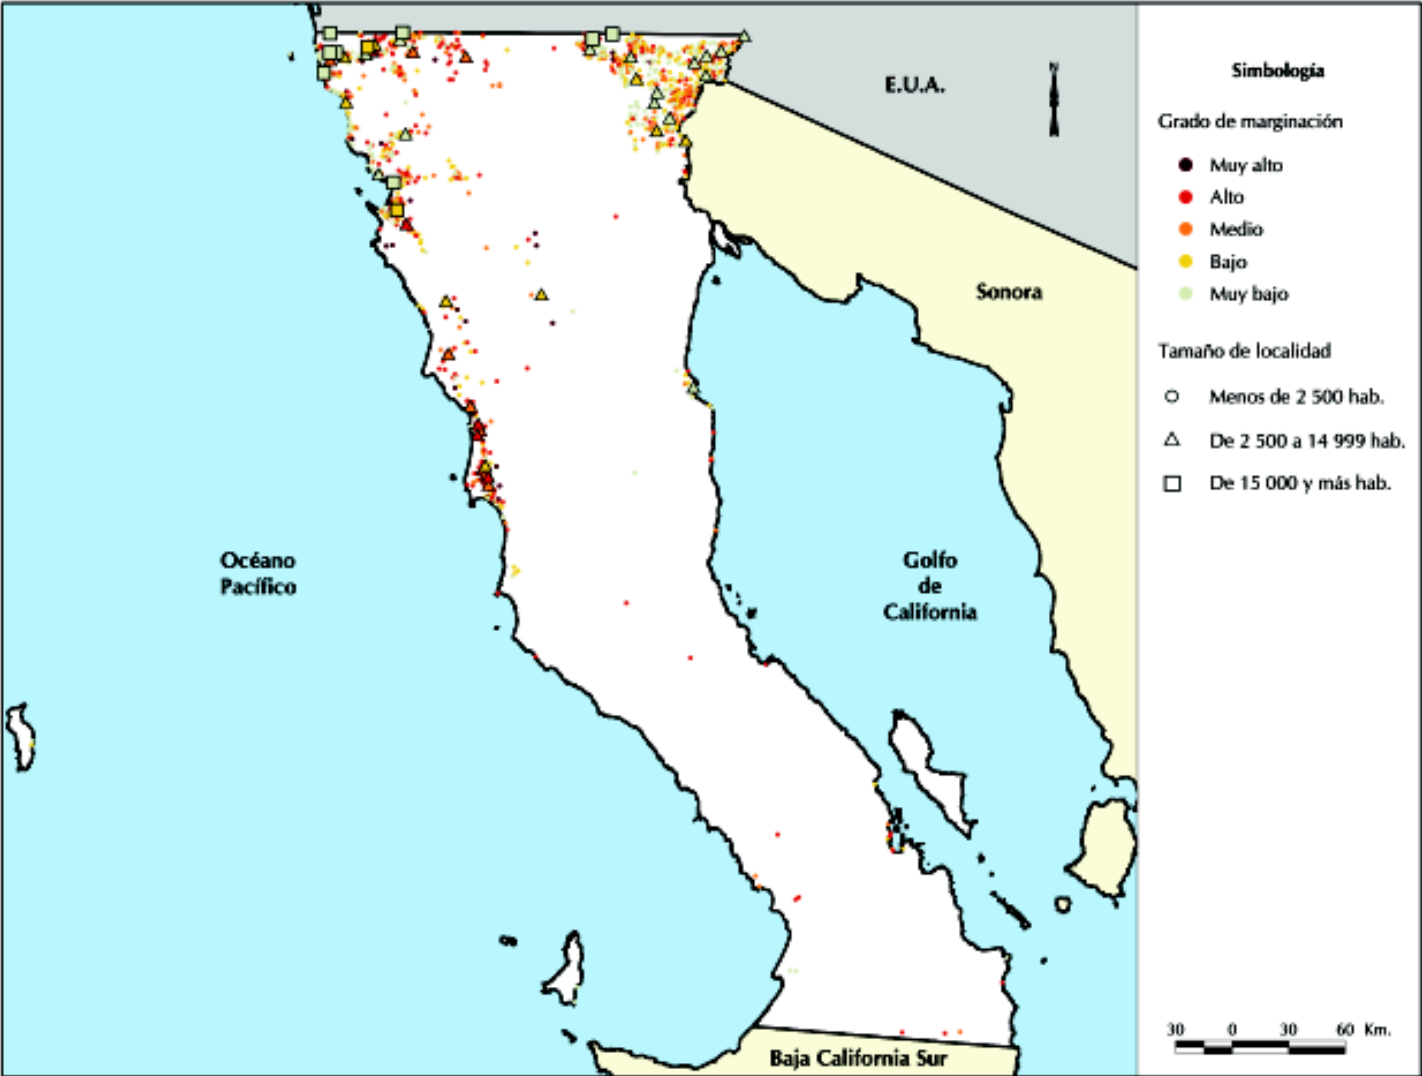 E.U.A.
Sonora
Océano
Pacífico
Golfo
de
California
Baja California Sur
N
Simbología
Grado de marginación
Muy alto
Alto
Medio
Bajo
Muy bajo
Tamaño de localidad
Menos de 2 500 hab.
De 2 500 a 14 999 hab.
De 15 000 y más hab.
30 0 30 60 Km.